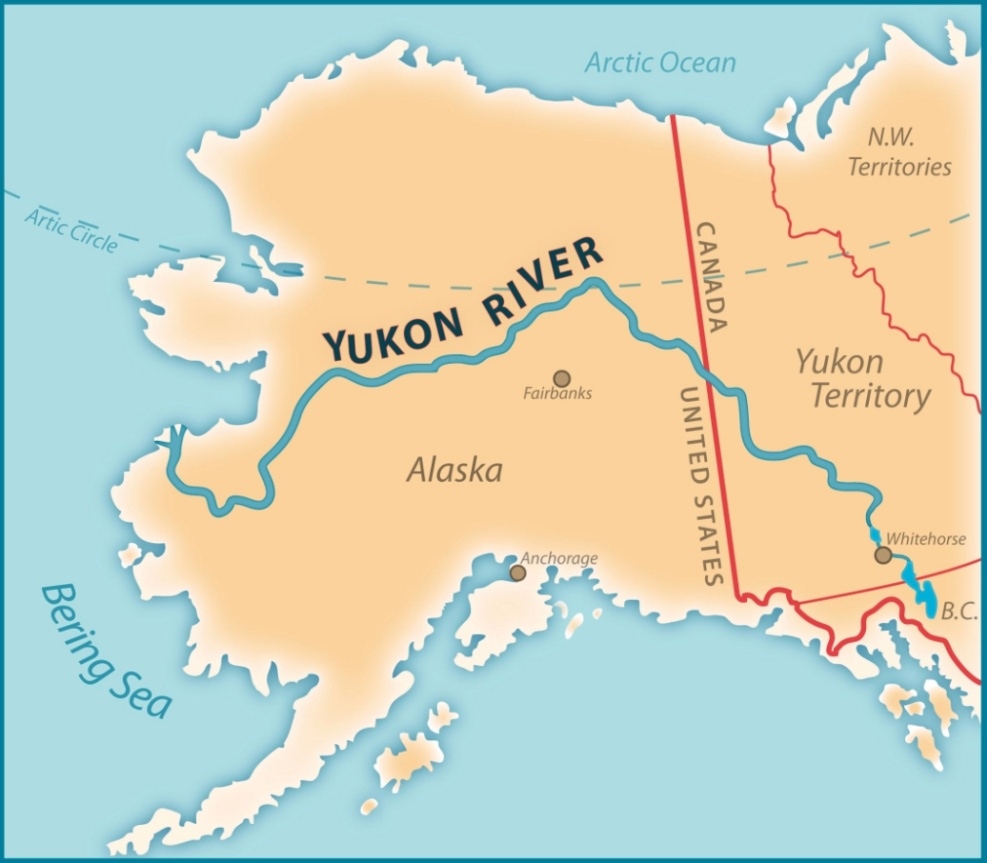 Arctic Ocean
N.W.
Territories
Artic Circle
CANADA
YUKON RIVER
Yukon
Territory
Fairbanks
UNITED STATES
Alaska
Whitehorse
Anchorage
B.C.
Bering Sea